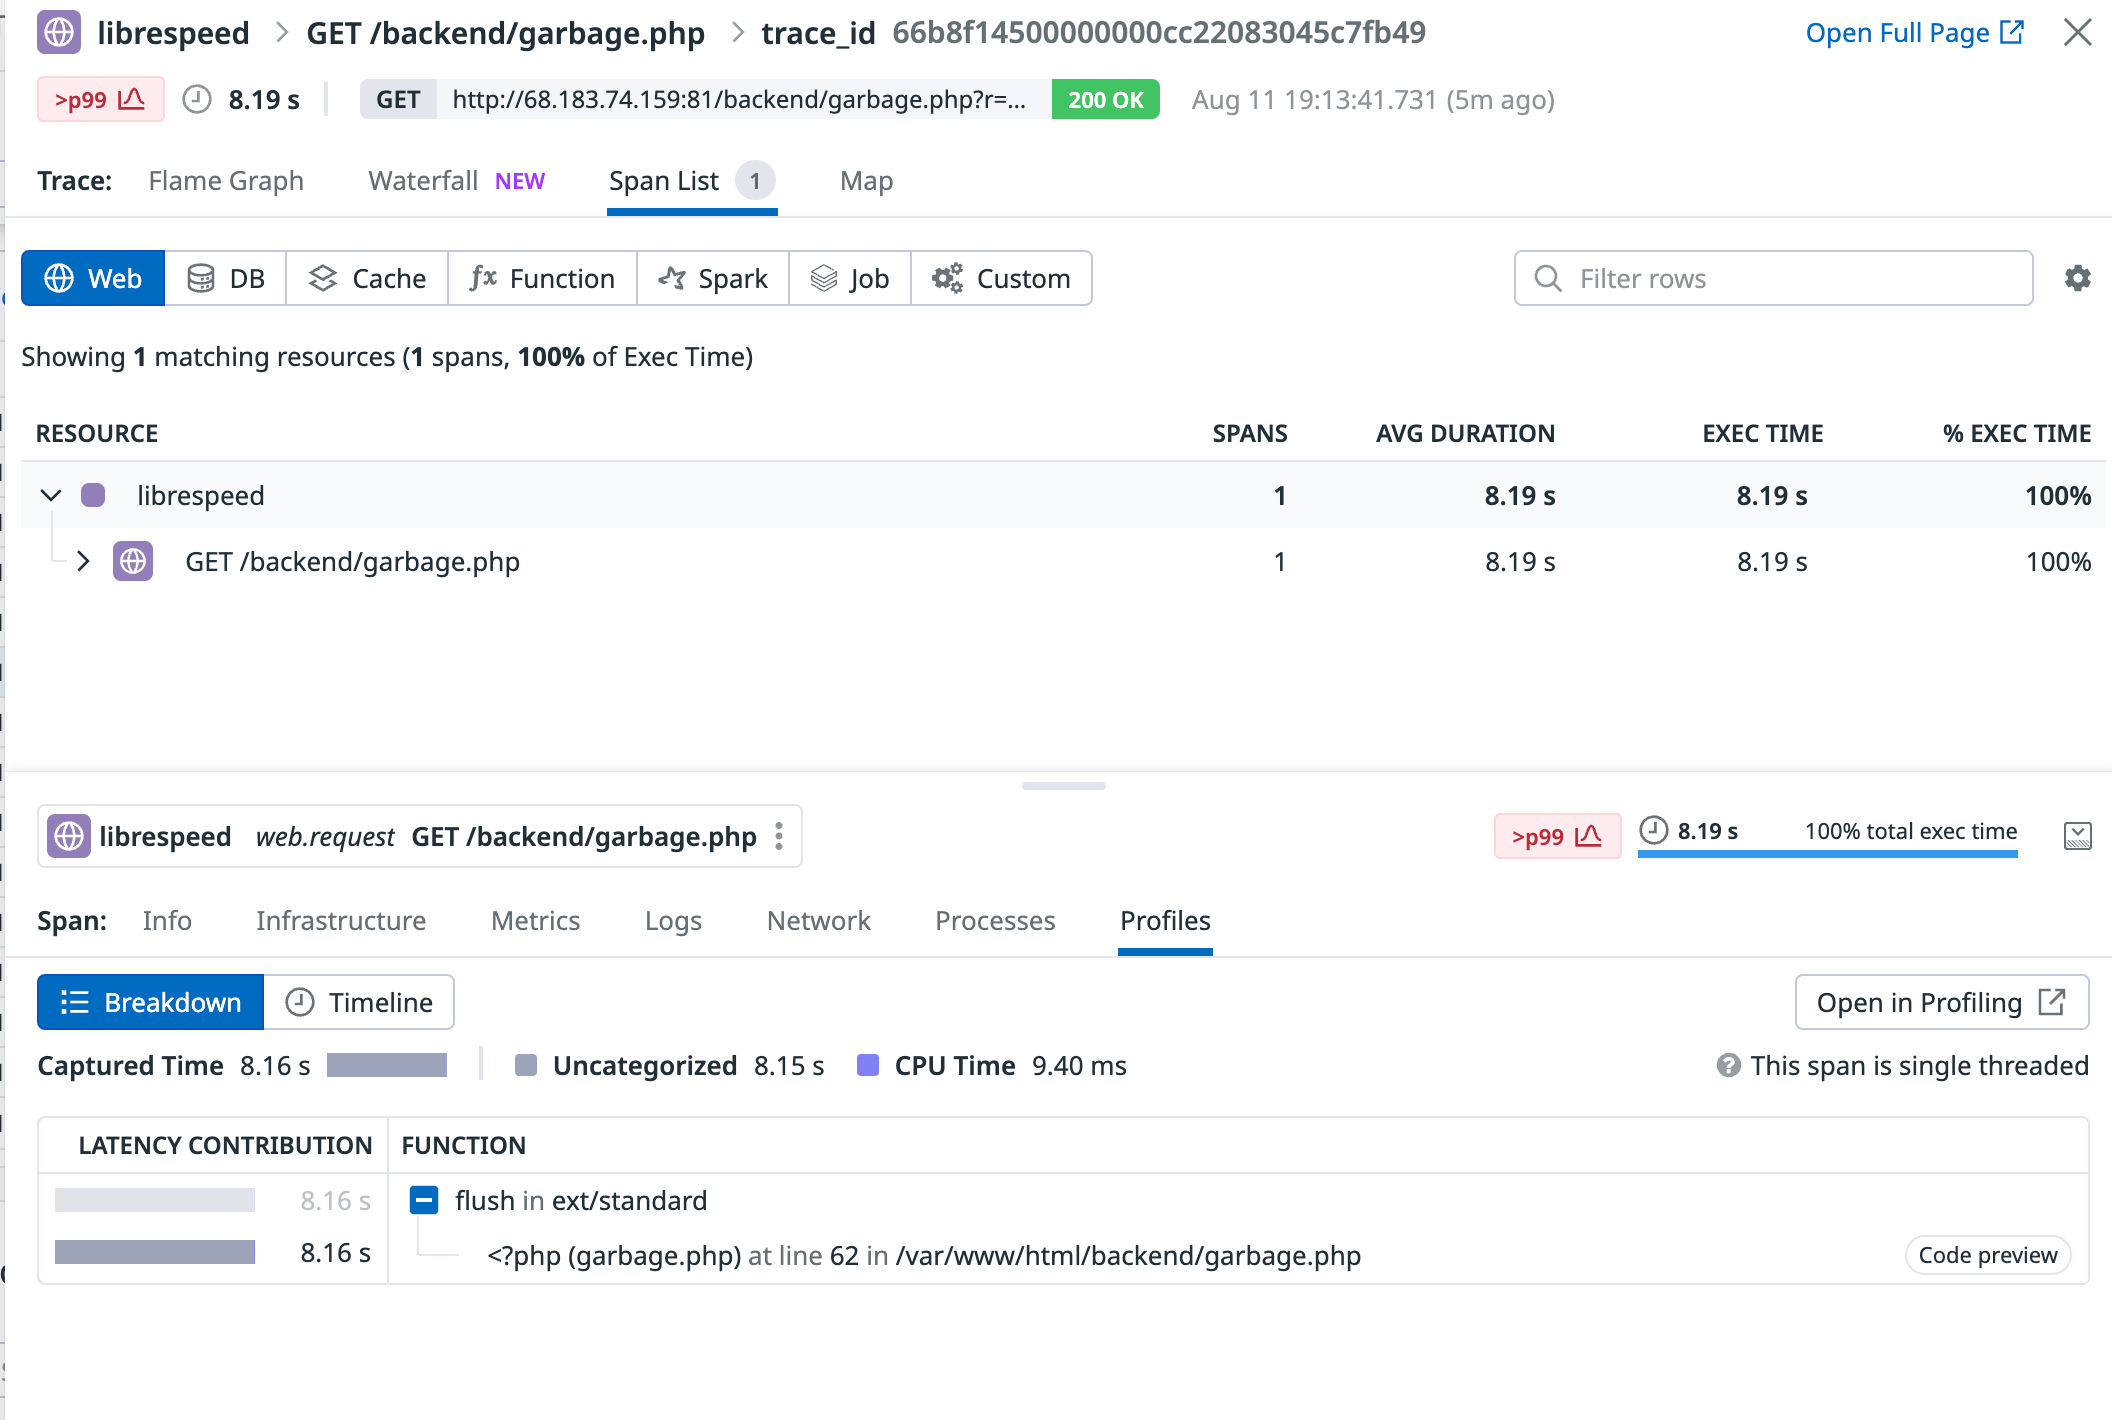 librespeed > GET /backend/garbage.php > trace_id 66b8f14500000000cc22083045c7fb49 Open Full Page
>p99 8.19 s GET http://68.183.74.159:81/backend/garbage.php?r=... 200 OK Aug 11 19:13:41.731 (5m ago)
Trace: Flame Graph Waterfall NEW Span List 1 Map
Web DB Cache Function Spark Job Custom Filter rows
Showing 1 matching resources (1 spans, 100% of Exec Time)
RESOURCE SPANS AVG DURATION EXEC TIME % EXEC TIME
librespeed 1 8.19 s 8.19 s 100%
GET /backend/garbage.php 1 8.19 s 8.19 s 100%
librespeed web.request GET /backend/garbage.php >p99 8.19 s 100% total exec time
Span: Info Infrastructure Metrics Logs Network Processes Profiles
Breakdown Timeline Open in Profiling
Captured Time 8.16 s Uncategorized 8.15 s CPU Time 9.40 ms This span is single threaded
LATENCY CONTRIBUTION FUNCTION
8.16 s flush in ext/standard
8.16 s <?php (garbage.php) at line 62 in /var/www/html/backend/garbage.php Code preview